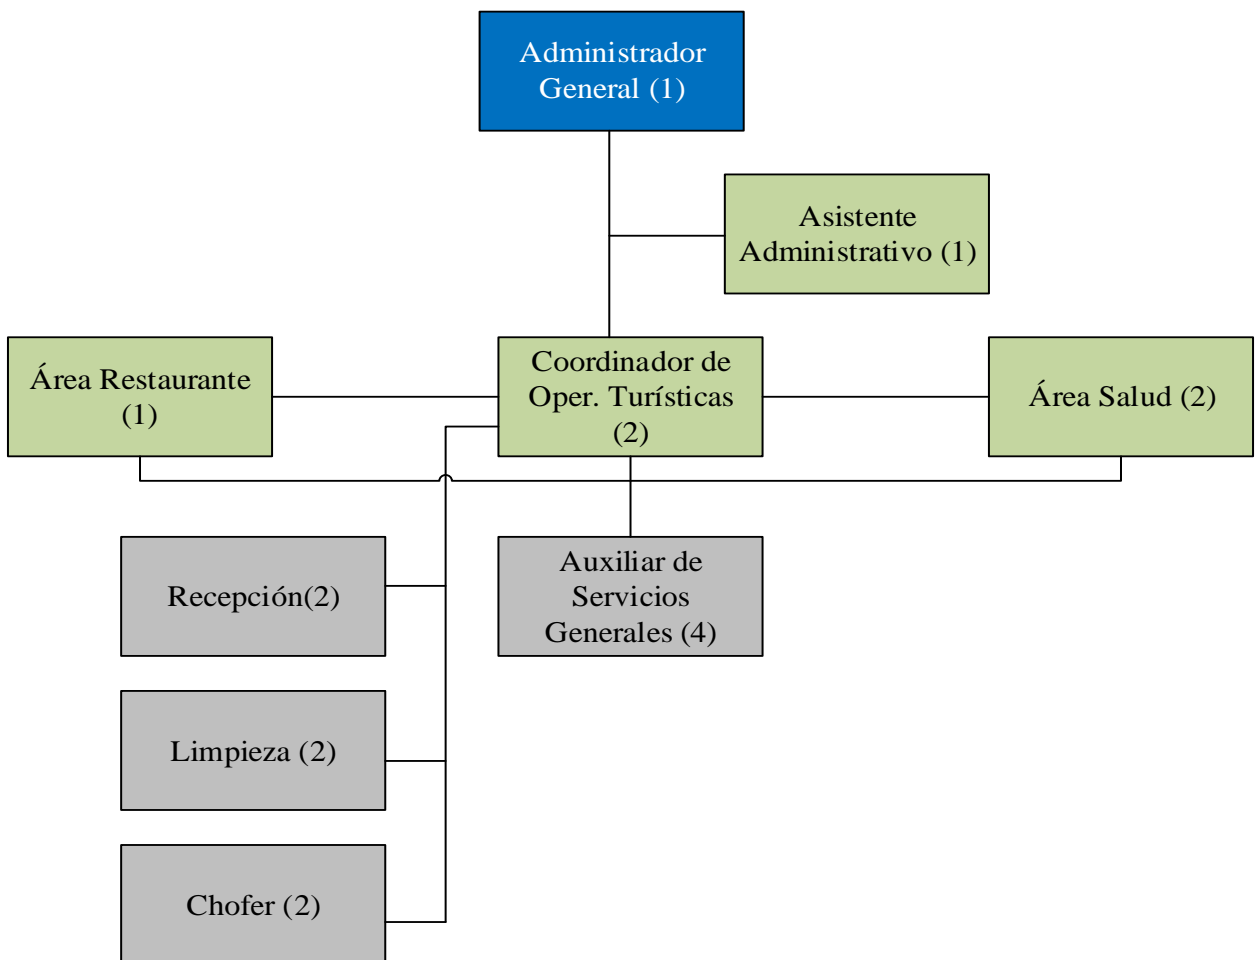 Administrador
General (1)
Asistente
Administrativo (1)
Área Restaurante
(1)
Coordinador de
Oper. Turísticas
(2)
Área Salud (2)
Recepción(2)
Auxiliar de
Servicios
Generales (4)
Limpieza (2)
Chofer (2)